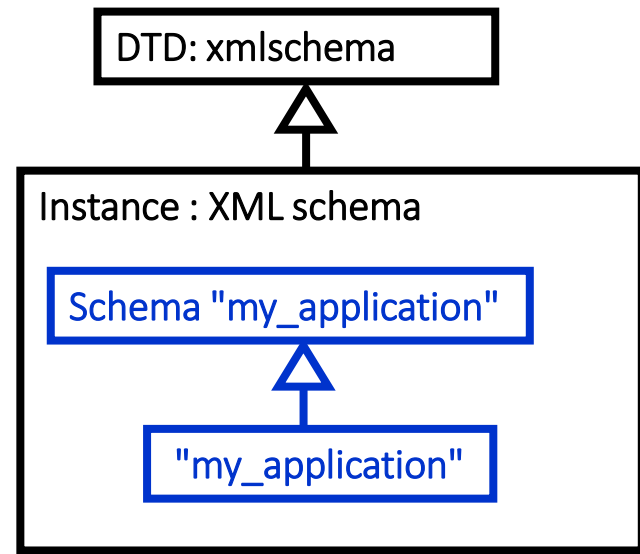 DTD: xmlschema
Instance : XML schema
Schema "my_application"
"my_application"